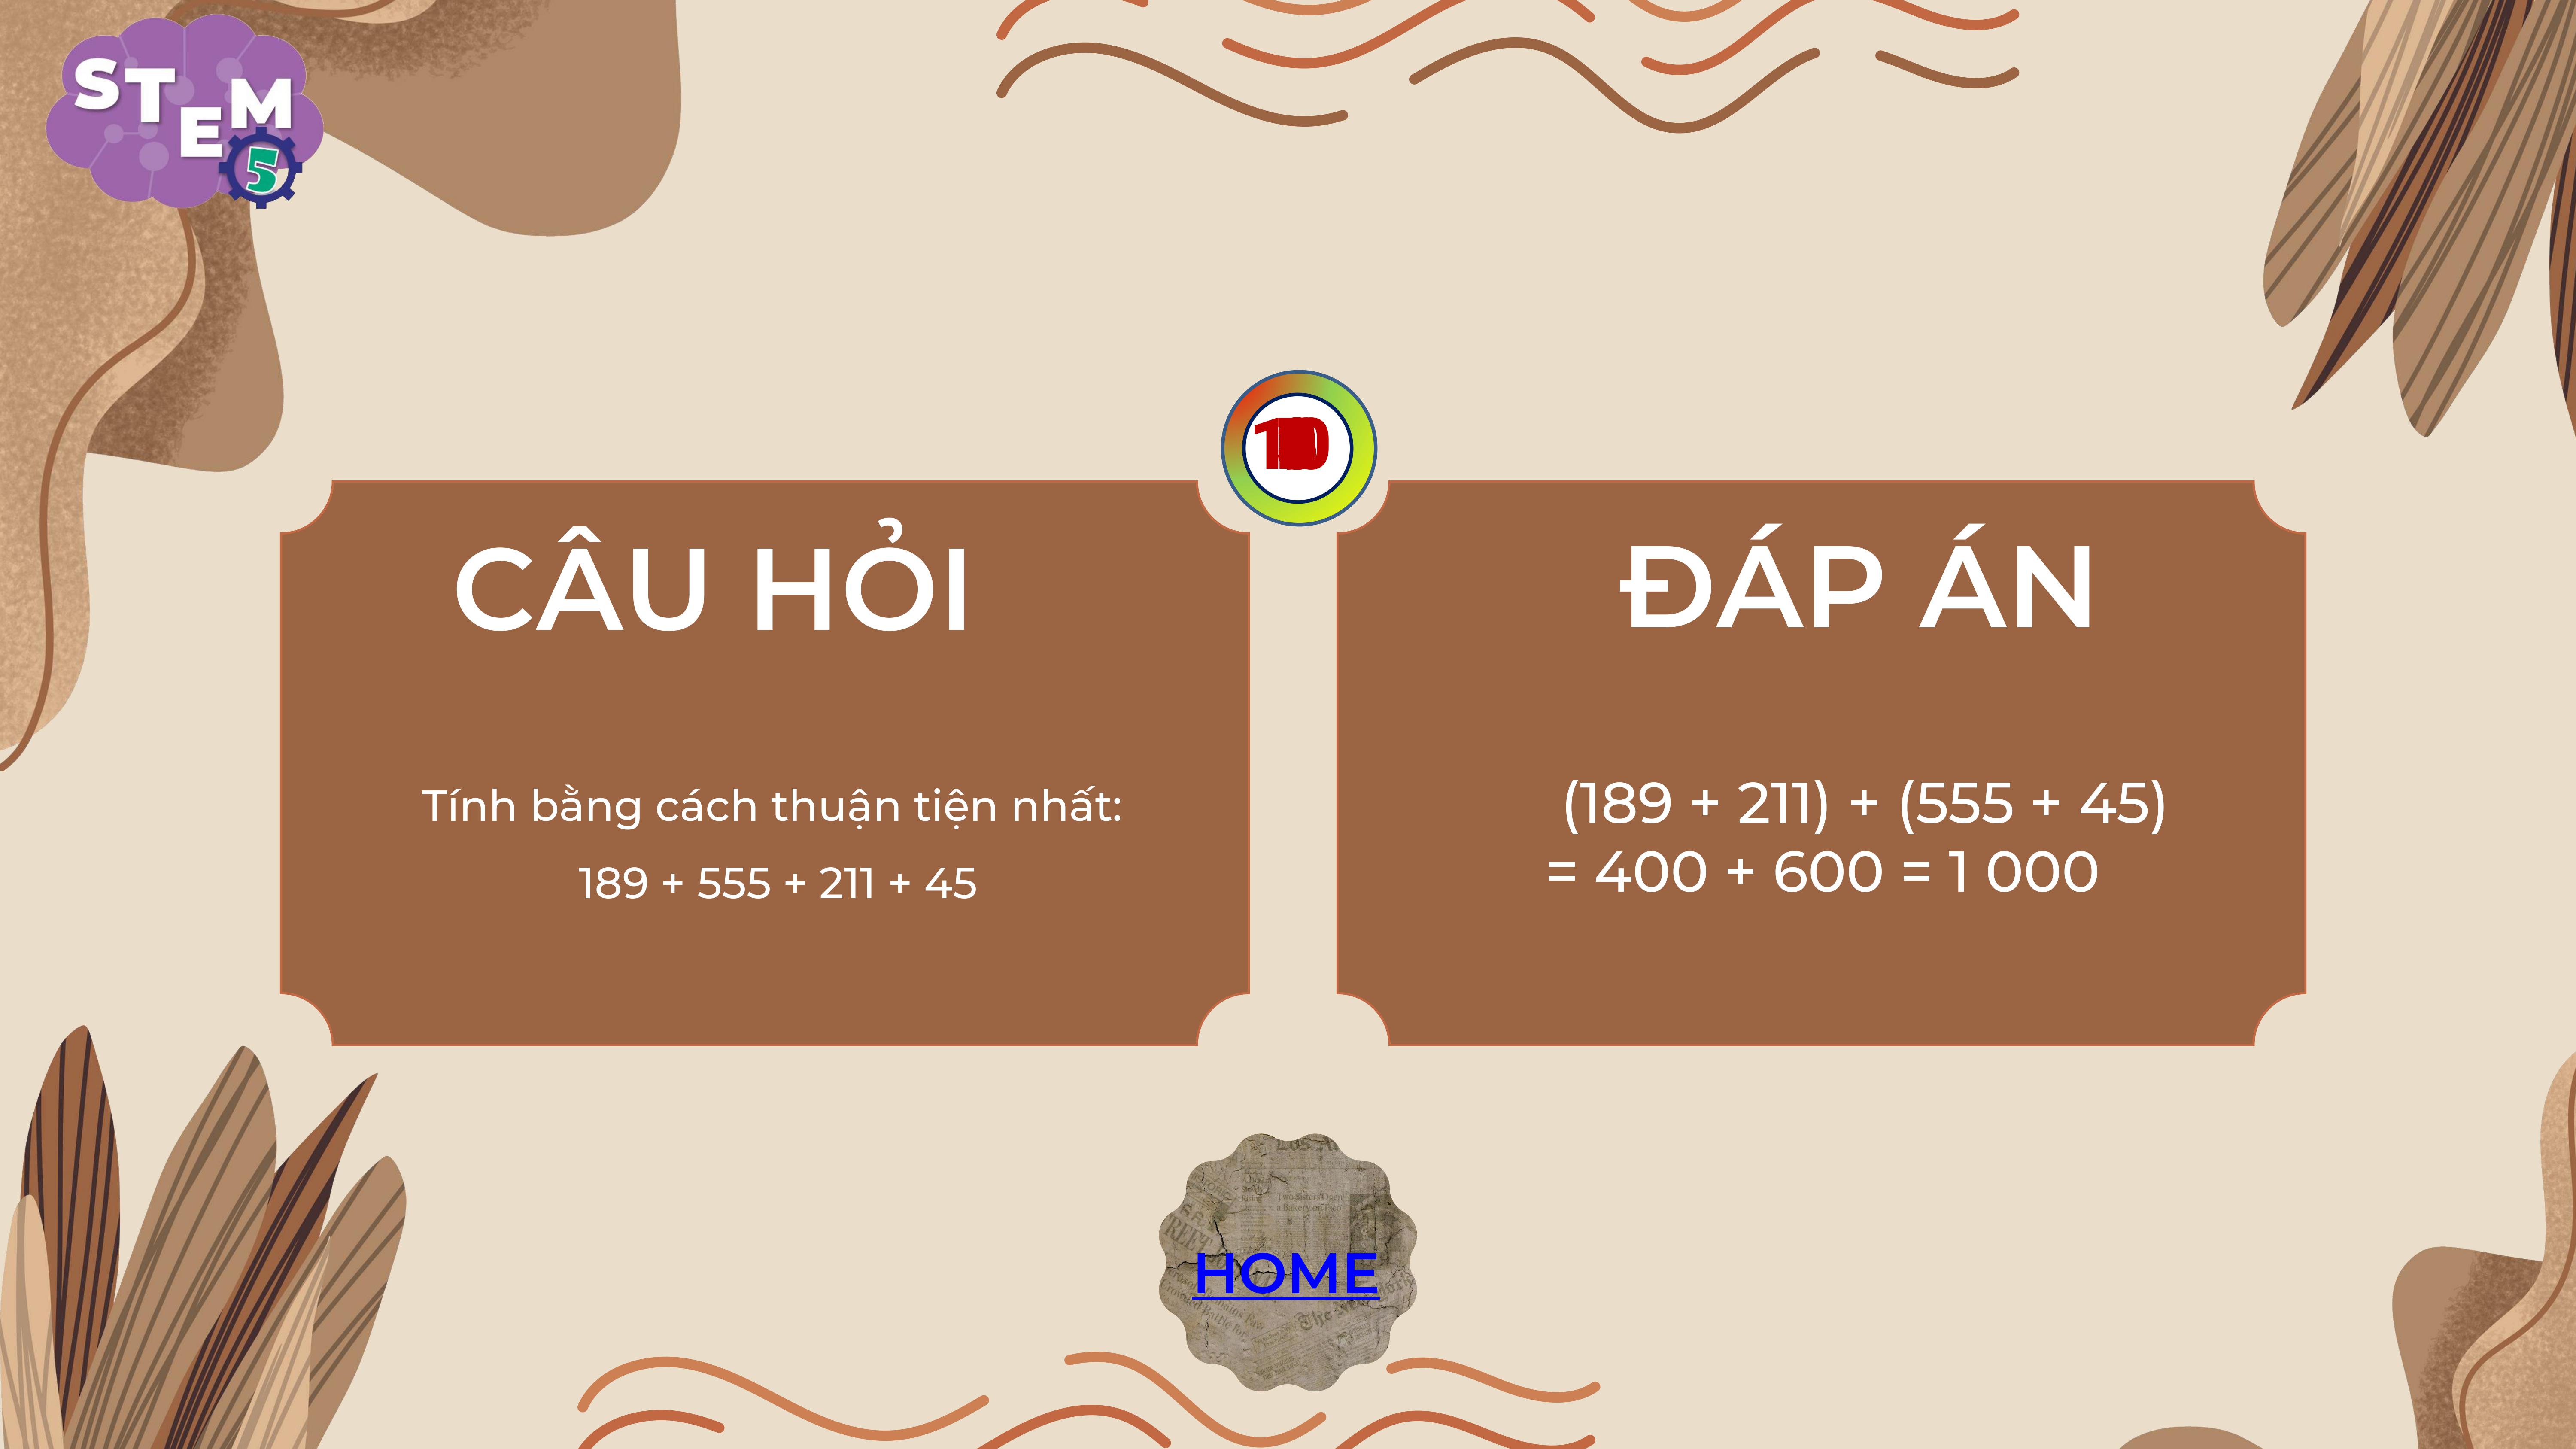 STEM
5
10
CÂU HỎI
Tính bằng cách thuận tiện nhất:
189 + 555 + 211 + 45
ĐÁP ÁN
(189 + 211) + (555 + 45)
= 400 + 600 = 1 000
HOME